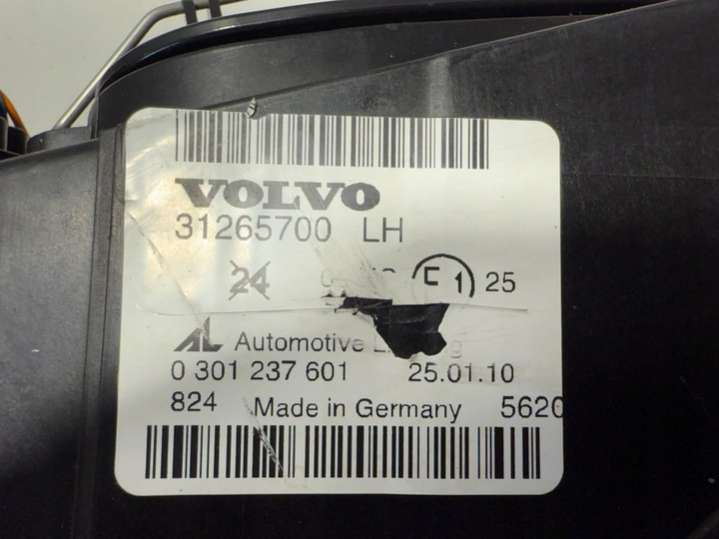 VOLVO
31265700 LH
24 E1 25
AL Automotive
0 301 237 601 25.01.10
824 Made in Germany 5620